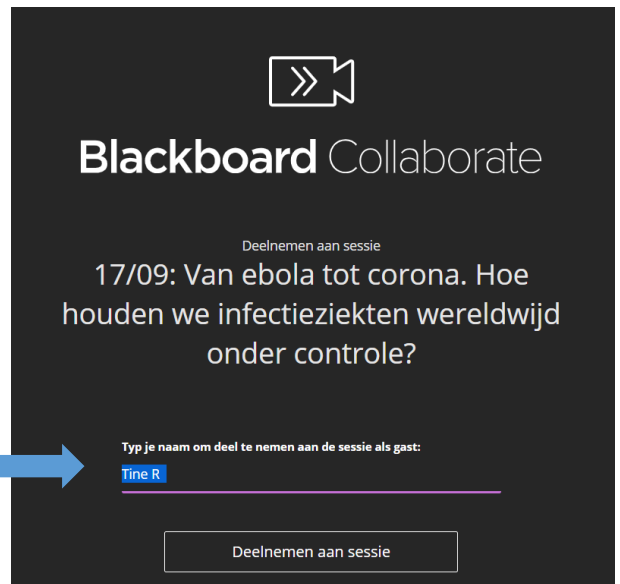 Blackboard Collaborate
Deelnemen aan sessie
17/09: Van ebola tot corona. Hoe
houden we infectieziekten wereldwijd
onder controle?
Typ je naam om deel te nemen aan de sessie als gast:
Tine R
Deelnemen aan sessie